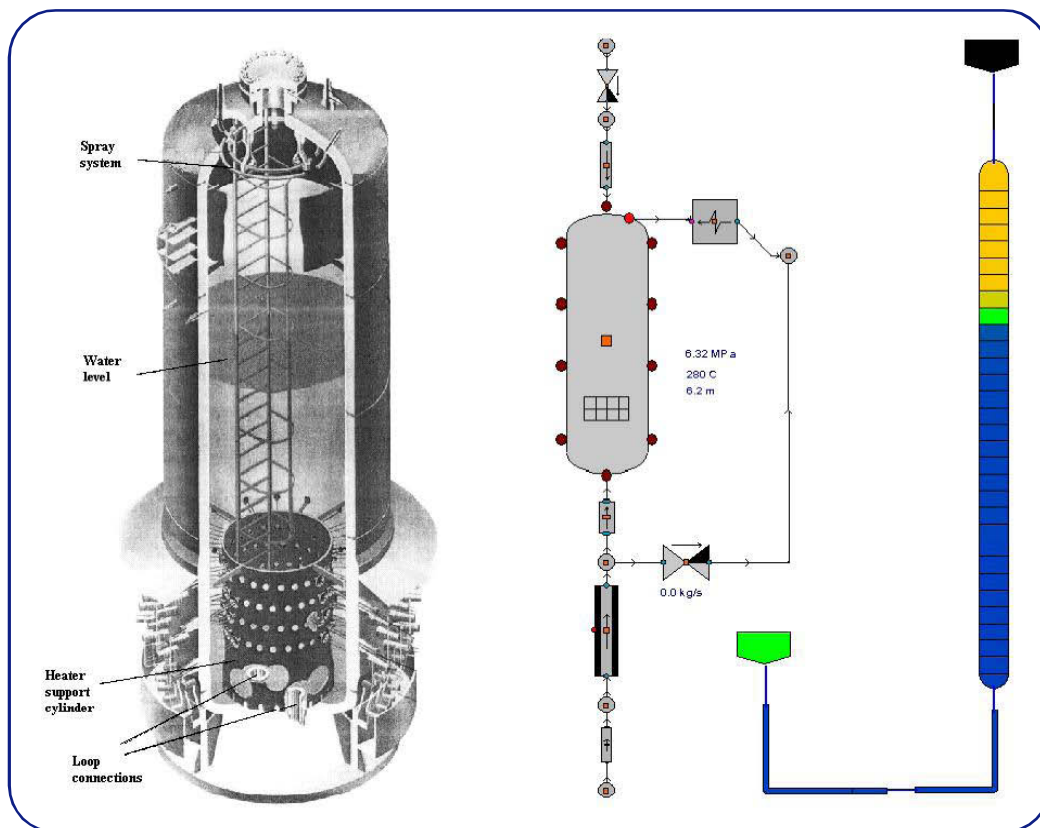 Spray
system
Water
level
Heater
support
cylinder
Loop
connections
6.32 MPa
280 C
6.2 m
0.0 kg/s